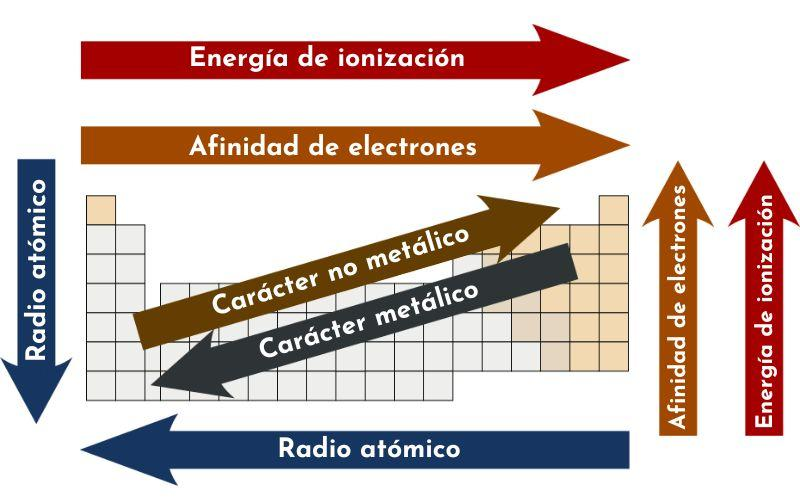 Energía de ionización
Afinidad de electrones
Radio atómico
Carácter no metálico
Carácter metálico
Afinidad de electrones
Energía de ionización
Radio atómico